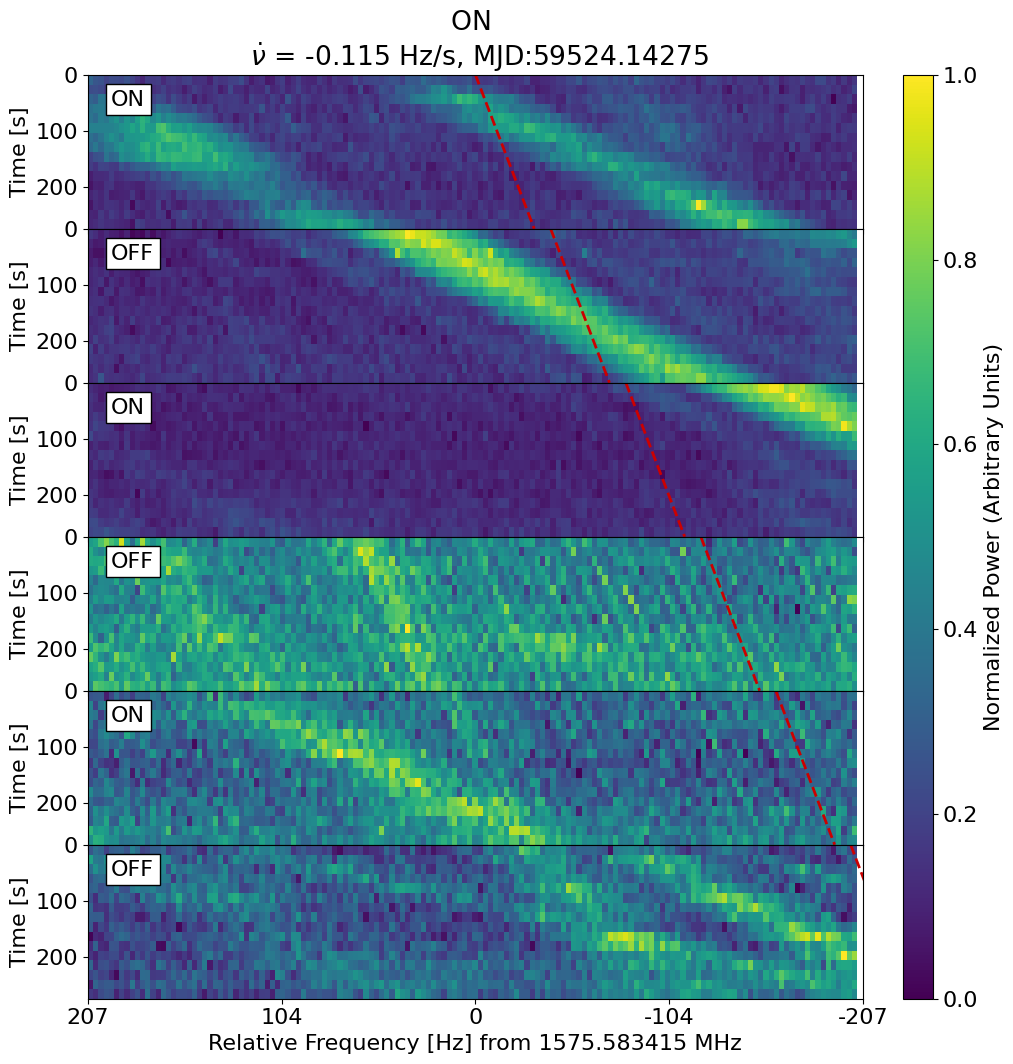 ON
ν̇ = -0.115 Hz/s, MJD:59524.14275
0
ON
100
200
Time [s]
0
OFF
100
200
Time [s]
0
ON
100
200
Time [s]
0
OFF
100
200
Time [s]
0
ON
100
200
Time [s]
0
OFF
100
200
Time [s]
207 104 0 -104 -207
Relative Frequency [Hz] from 1575.583415 MHz
1.0
0.8
0.6
0.4
0.2
0.0
Normalized Power (Arbitrary Units)